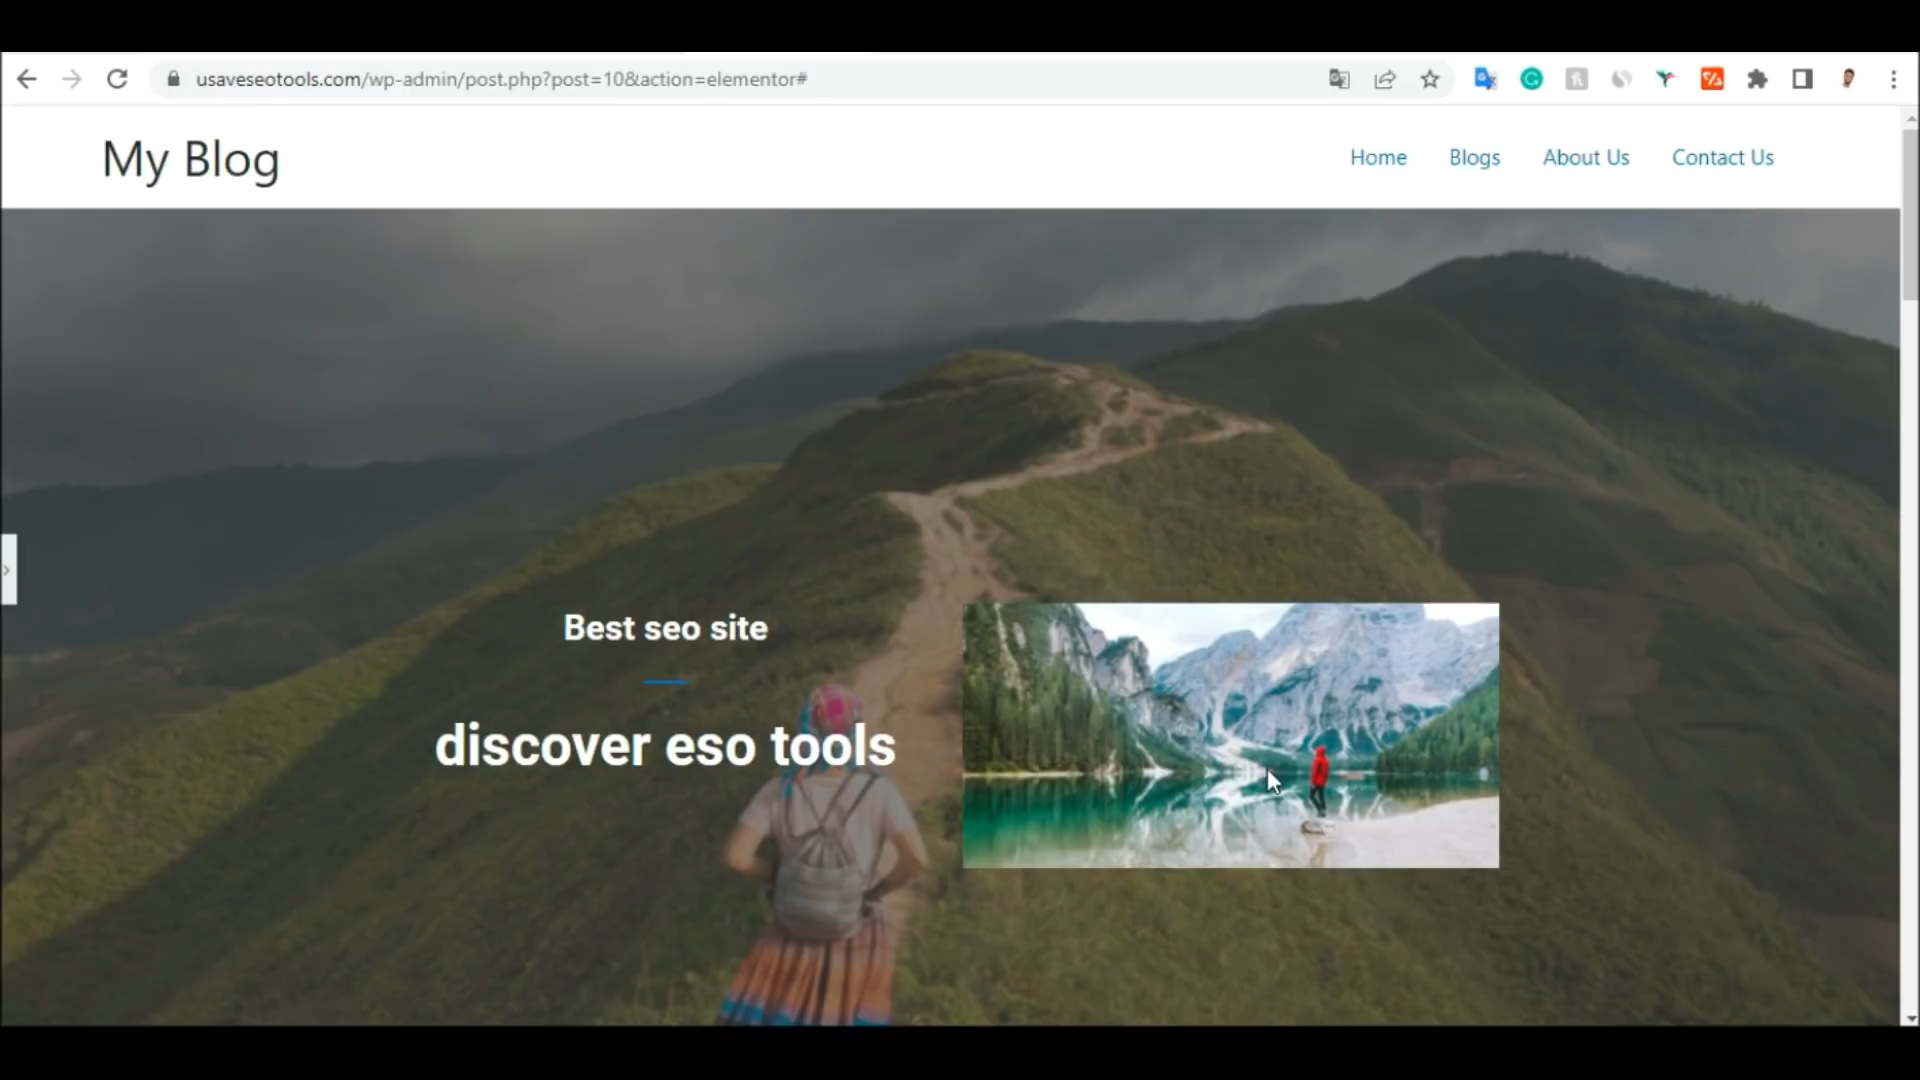 usaveseotools.com/wp-admin/post.php?post=10&action=elementor#
My Blog
Home Blogs About Us Contact Us
Best seo site
discover eso tools